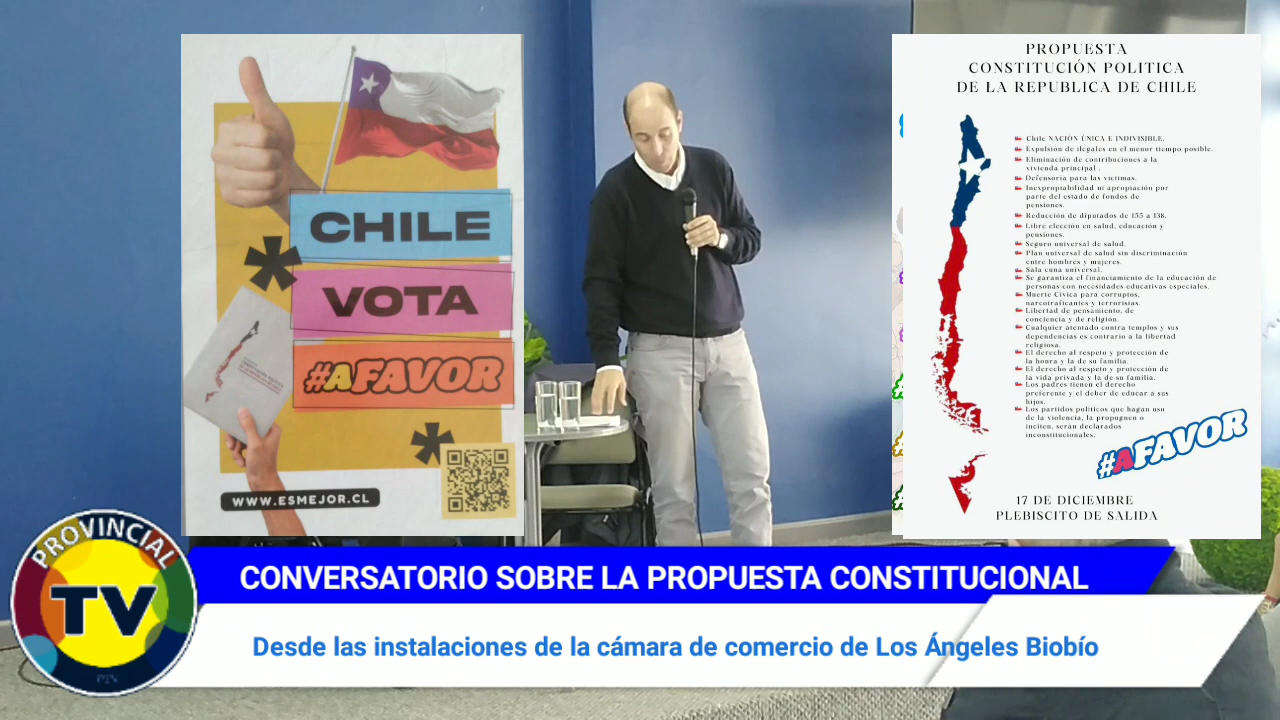 CHILE
VOTA
#AFAVOR
WWW.ESMEJOR.CL
PROPUESTA
CONSTITUCIÓN POLITICA
DE LA REPUBLICA DE CHILE
Chile NACIÓN ÚNICA E INDIVISIBLE.
Expulsión de ilegales en el menor tiempo posible.
Eliminación de contribuciones a la
vivienda principal .
Defensoría para las víctimas.
Inexpropiabilidad ni apropiación por
parte del estado de fondos de
pensiones.
Reducción de diputados de 155 a 138.
Libre elección en salud, educación y
pensiones.
Seguro universal de salud.
Plan universal de salud sin discriminación
entre hombres y mujeres.
Sala cuna universal.
Se garantiza el financiamiento de la educación de
personas con necesidades educativas especiales.
Muerte Cívica para corruptos,
narcotraficantes y terroristas.
Libertad de pensamiento, de
conciencia y de religión.
Cualquier atentado contra templos y sus
dependencias es contrario a la libertad
religiosa.
El derecho al respeto y protección de
la honra y la de su familia.
El derecho al respeto y protección de
la vida privada y la de su familia.
Los padres tienen el derecho
preferente y el deber de educar a sus
hijos.
Los partidos políticos que hagan uso
de la violencia, la propugnen o
inciten, serán declarados
inconstitucionales.
#AFAVOR
17 DE DICIEMBRE
PLEBISCITO DE SALIDA
PROVINCIAL
TV
PTV
CONVERSATORIO SOBRE LA PROPUESTA CONSTITUCIONAL
Desde las instalaciones de la cámara de comercio de Los Ángeles Biobío